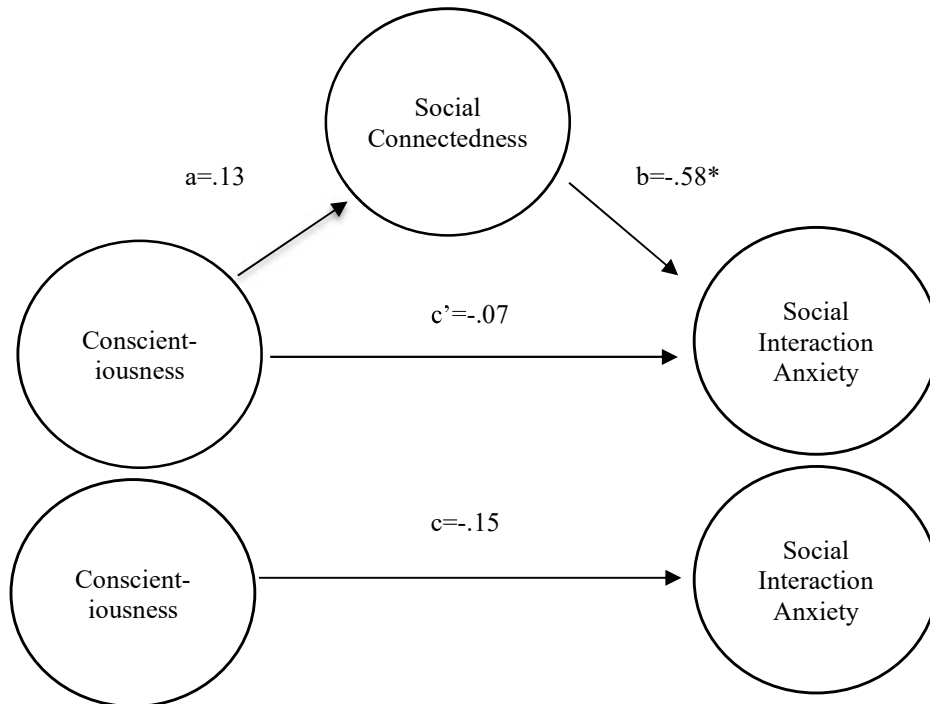 Social
Connectedness
a=.13
b=-.58*
Conscient-
iousness
c’=-.07
Social
Interaction
Anxiety
Conscient-
iousness
c=-.15
Social
Interaction
Anxiety